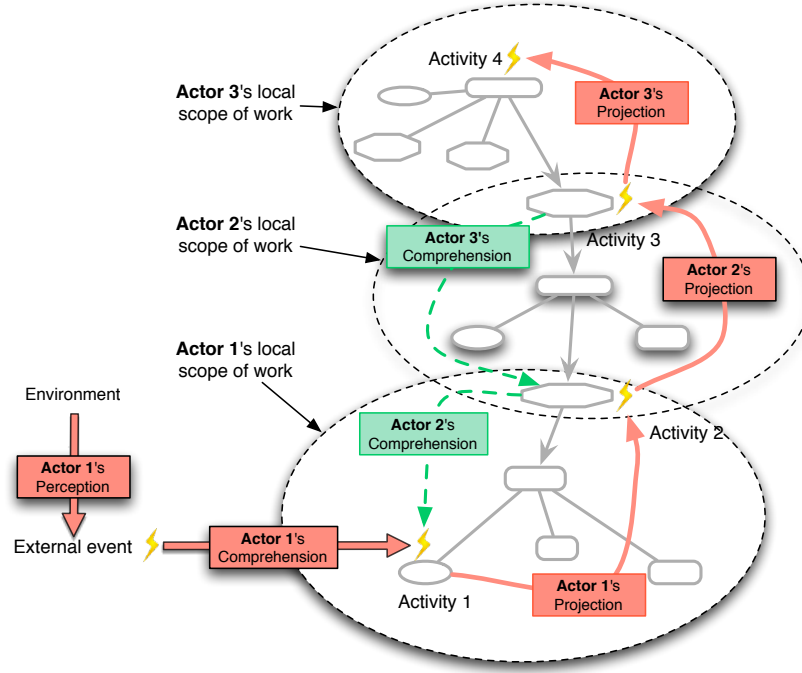 Activity 4
Actor 3's
Projection
Actor 3's local
scope of work
Actor 2's local
scope of work
Actor 3's
Comprehension
Activity 3
Actor 2's
Projection
Actor 1's local
scope of work
Environment
Actor 2's
Comprehension
Activity 2
Actor 1's
Perception
External event
Actor 1's
Comprehension
Activity 1
Actor 1's
Projection